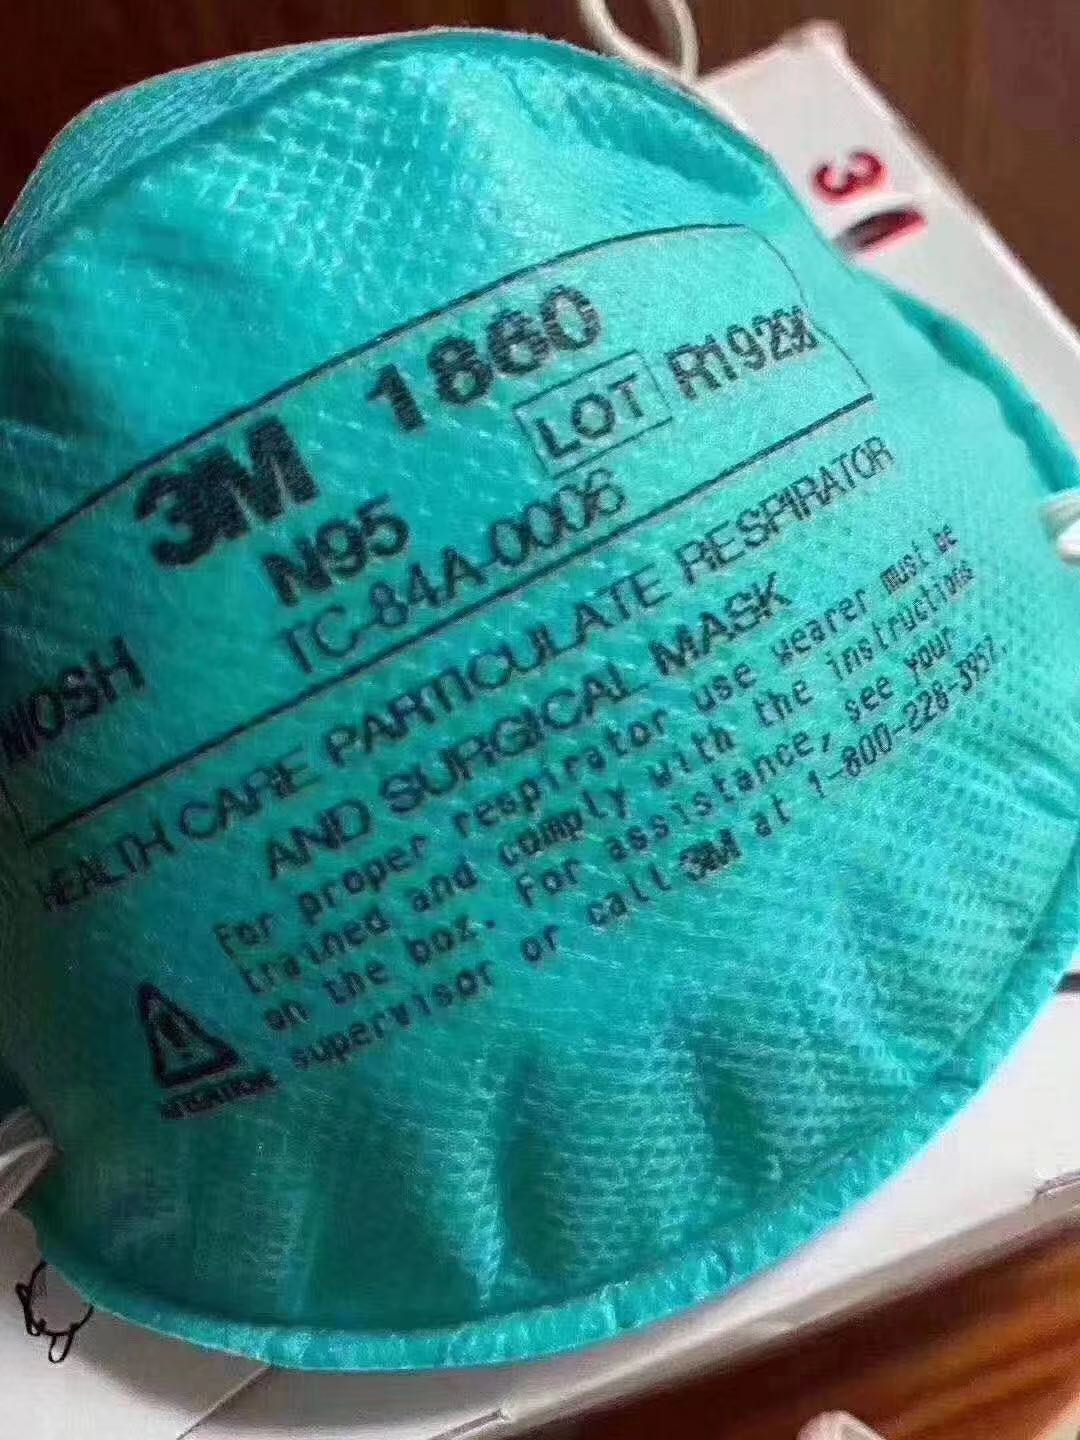 3M 1860
LOT R19296
N95
TC-84A-0006
NIOSH
HEALTH CARE PARTICULATE RESPIRATOR
AND SURGICAL MASK
For proper respirator use wearer must be
trained and comply with the instructions
on the box. For assistance, see your
supervisor or call 3M at 1-800-228-3957.
3